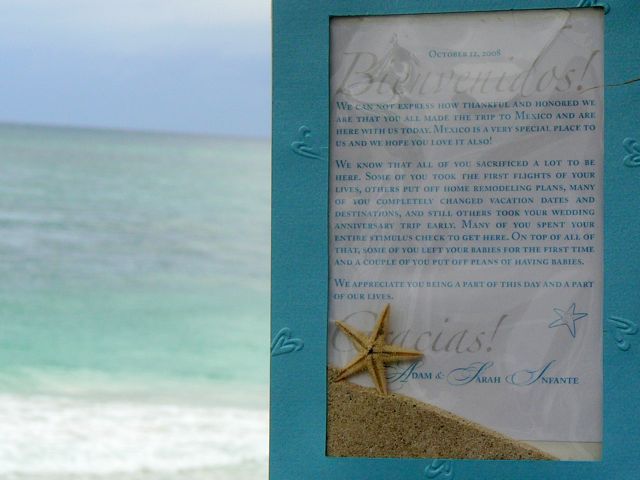 October 12, 2008
Bienvenidos!
We can not express how thankful and honored we
are that you all made the trip to Mexico and are
here with us today. Mexico is a very special place to
us and we hope you love it also!
We know that all of you sacrificed a lot to be
here. Some of you took the first flights of your
lives, others put off home remodeling plans, many
of you completely changed vacation dates and
destinations, and still others took your wedding
anniversary trip early. Many of you spent your
entire stimulus check to get here. On top of all of
that, some of you left your babies for the first time
and a couple of you put off plans of having babies.
We appreciate you being a part of this day and a part
of our lives.
Gracias!
Adam & Sarah Infante